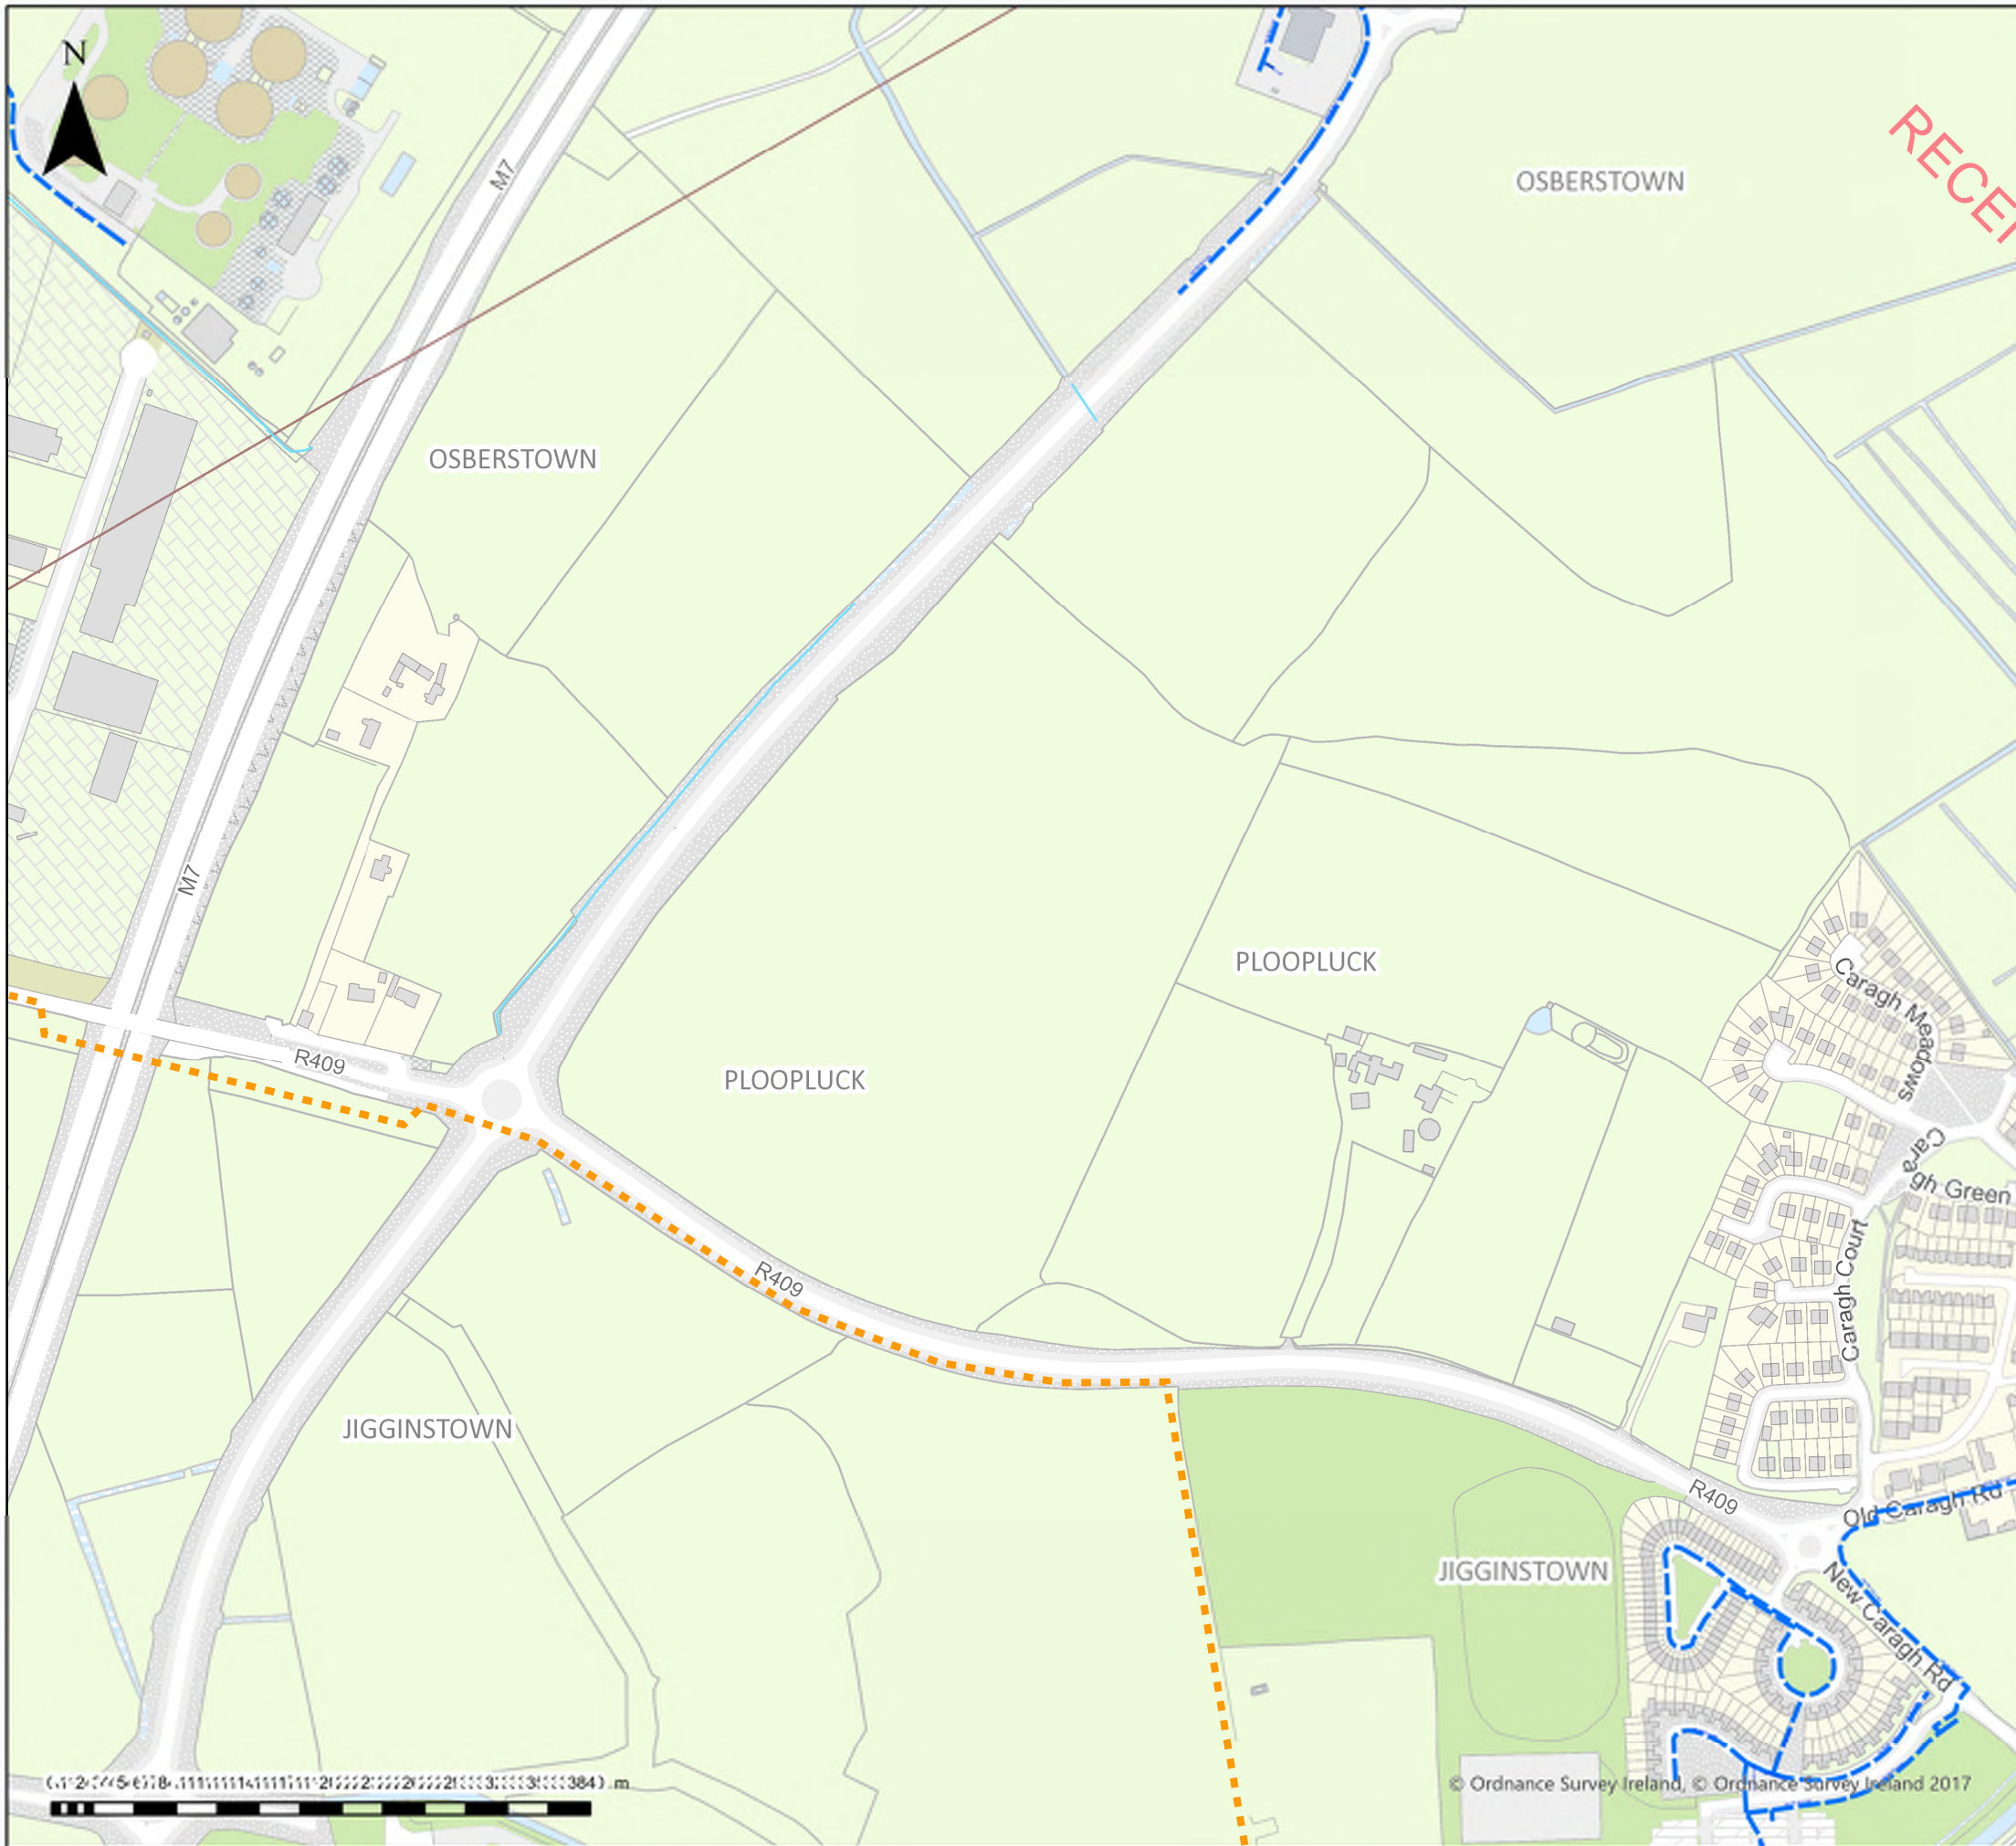 N
M7
OSBERSTOWN
RECEI
OSBERSTOWN
M7
PLOOPLUCK
Caragh Meadows
R409
PLOOPLUCK
Caragh Green
Caragh Court
R409
JIGGINSTOWN
R409
Old Caragh Rd
JIGGINSTOWN
New Caragh Rd
m
© Ordnance Survey Ireland, © Ordnance Survey Ireland 2017